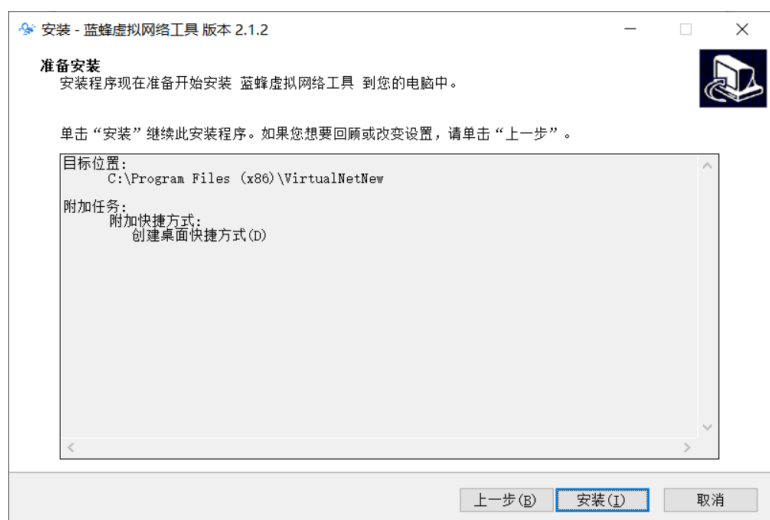 安装 - 蓝蜂虚拟网络工具 版本 2.1.2
准备安装
安装程序现在准备开始安装 蓝蜂虚拟网络工具 到您的电脑中。
单击“安装”继续此安装程序。如果您想要回顾或改变设置，请单击“上一步”。
目标位置:
C:\Program Files (x86)\VirtualNetNew
附加任务:
附加快捷方式:
创建桌面快捷方式(D)
上一步(B) 安装(I) 取消